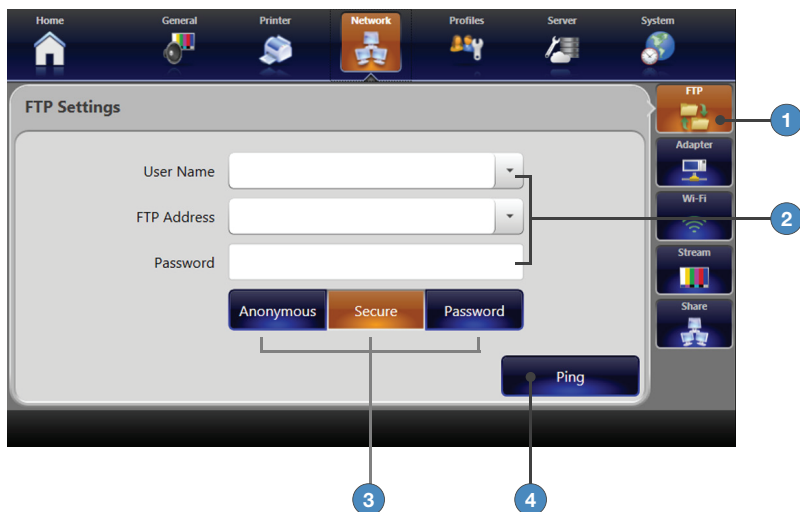 Home General Printer Network Profiles Server System
FTP Settings
FTP
1
Adapter
User Name
Wi-Fi
FTP Address
2
Stream
Password
Share
Anonymous Secure Password
Ping
3 4